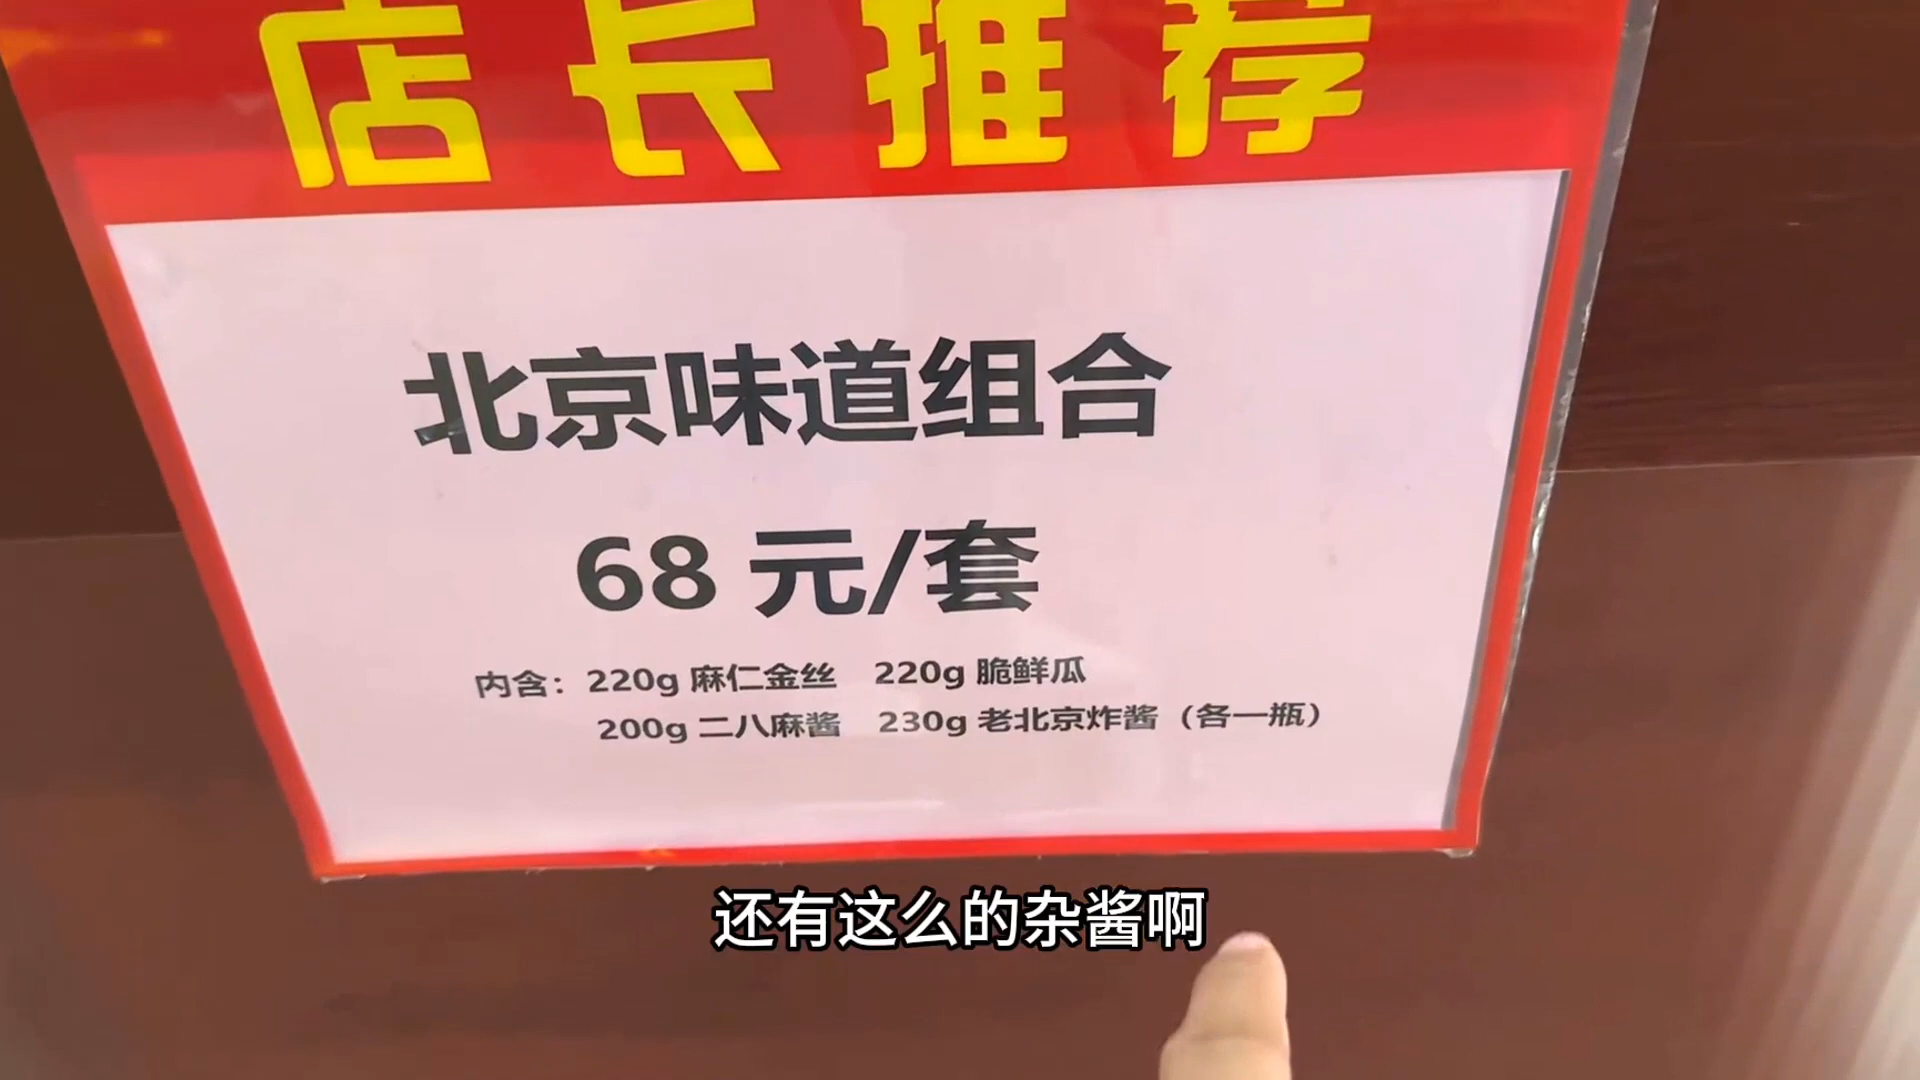 店长推荐
北京味道组合
68 元/套
内含：220g 麻仁金丝 220g 脆鲜瓜
200g 二八麻酱 230g 老北京炸酱（各一瓶）
还有这么的杂酱啊